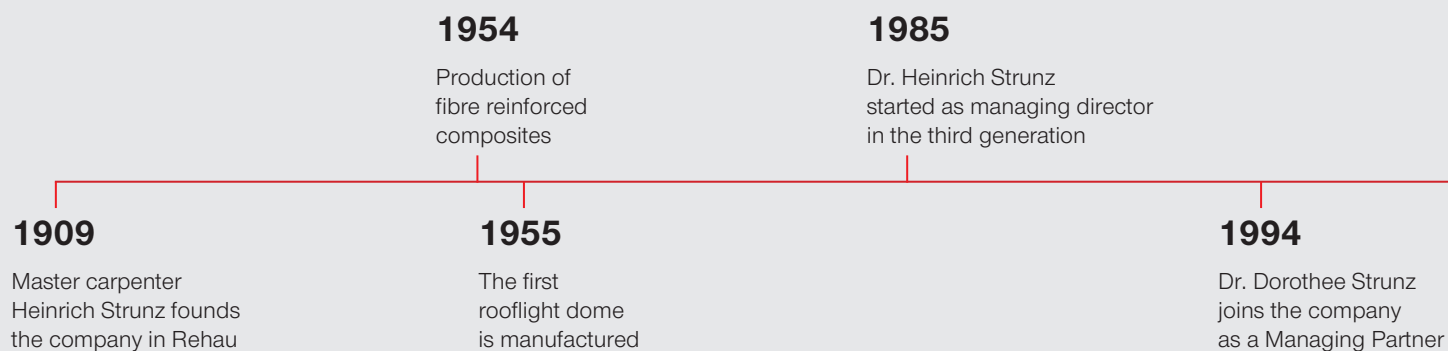 1954
Production of
fibre reinforced
composites
1985
Dr. Heinrich Strunz
started as managing director
in the third generation
1909
Master carpenter
Heinrich Strunz founds
the company in Rehau
1955
The first
rooflight dome
is manufactured
1994
Dr. Dorothee Strunz
joins the company
as a Managing Partner